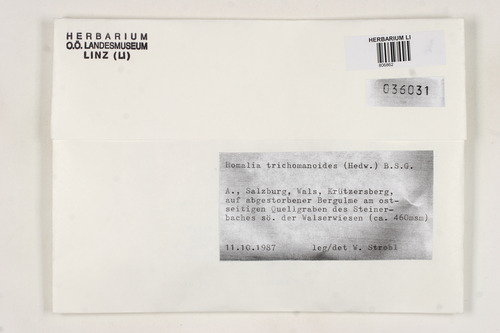 HERBARIUM
O.Ö. LANDESMUSEUM
LINZ (LI)
HERBARIUM LI
036031
Homalia trichomanoides (Hedw.) B.S.G.
A., Salzburg, Wals, Krützersberg,
auf abgestorbener Bergulme am ost-
seitigen Quellgraben des Steiner-
baches sö. der Walserwiesen (ca. 460msm)
11.10.1987 leg/det W. Strobl